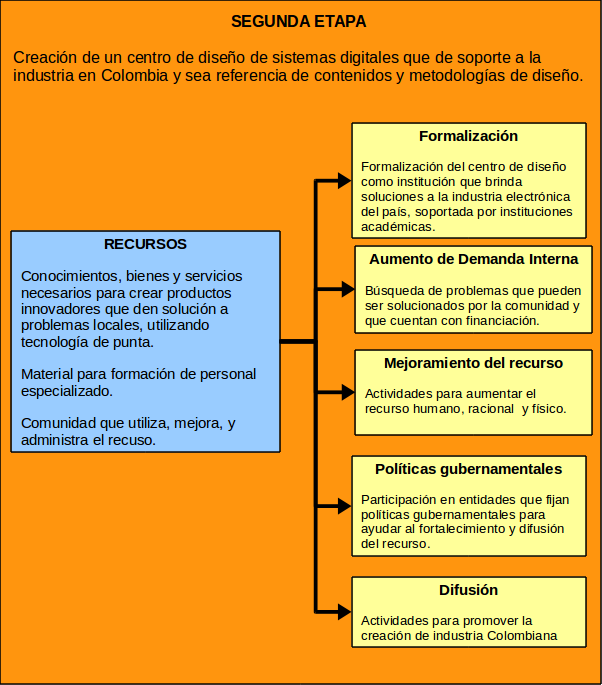 SEGUNDA ETAPA
Creación de un centro de diseño de sistemas digitales que de soporte a la
industria en Colombia y sea referencia de contenidos y metodologías de diseño.
RECURSOS
Conocimientos, bienes y servicios
necesarios para crear productos
innovadores que den solución a
problemas locales, utilizando
tecnología de punta.
Material para formación de personal
especializado.
Comunidad que utiliza, mejora, y
administra el recuso.
Formalización
Formalización del centro de diseño
como institución que brinda
soluciones a la industria electrónica
del país, soportada por instituciones
académicas.
Aumento de Demanda Interna
Búsqueda de problemas que pueden
ser solucionados por la comunidad y
que cuentan con financiación.
Mejoramiento del recurso
Actividades para aumentar el
recurso humano, racional y físico.
Políticas gubernamentales
Participación en entidades que fijan
políticas gubernamentales para
ayudar al fortalecimiento y difusión
del recurso.
Difusión
Actividades para promover la
creación de industria Colombiana